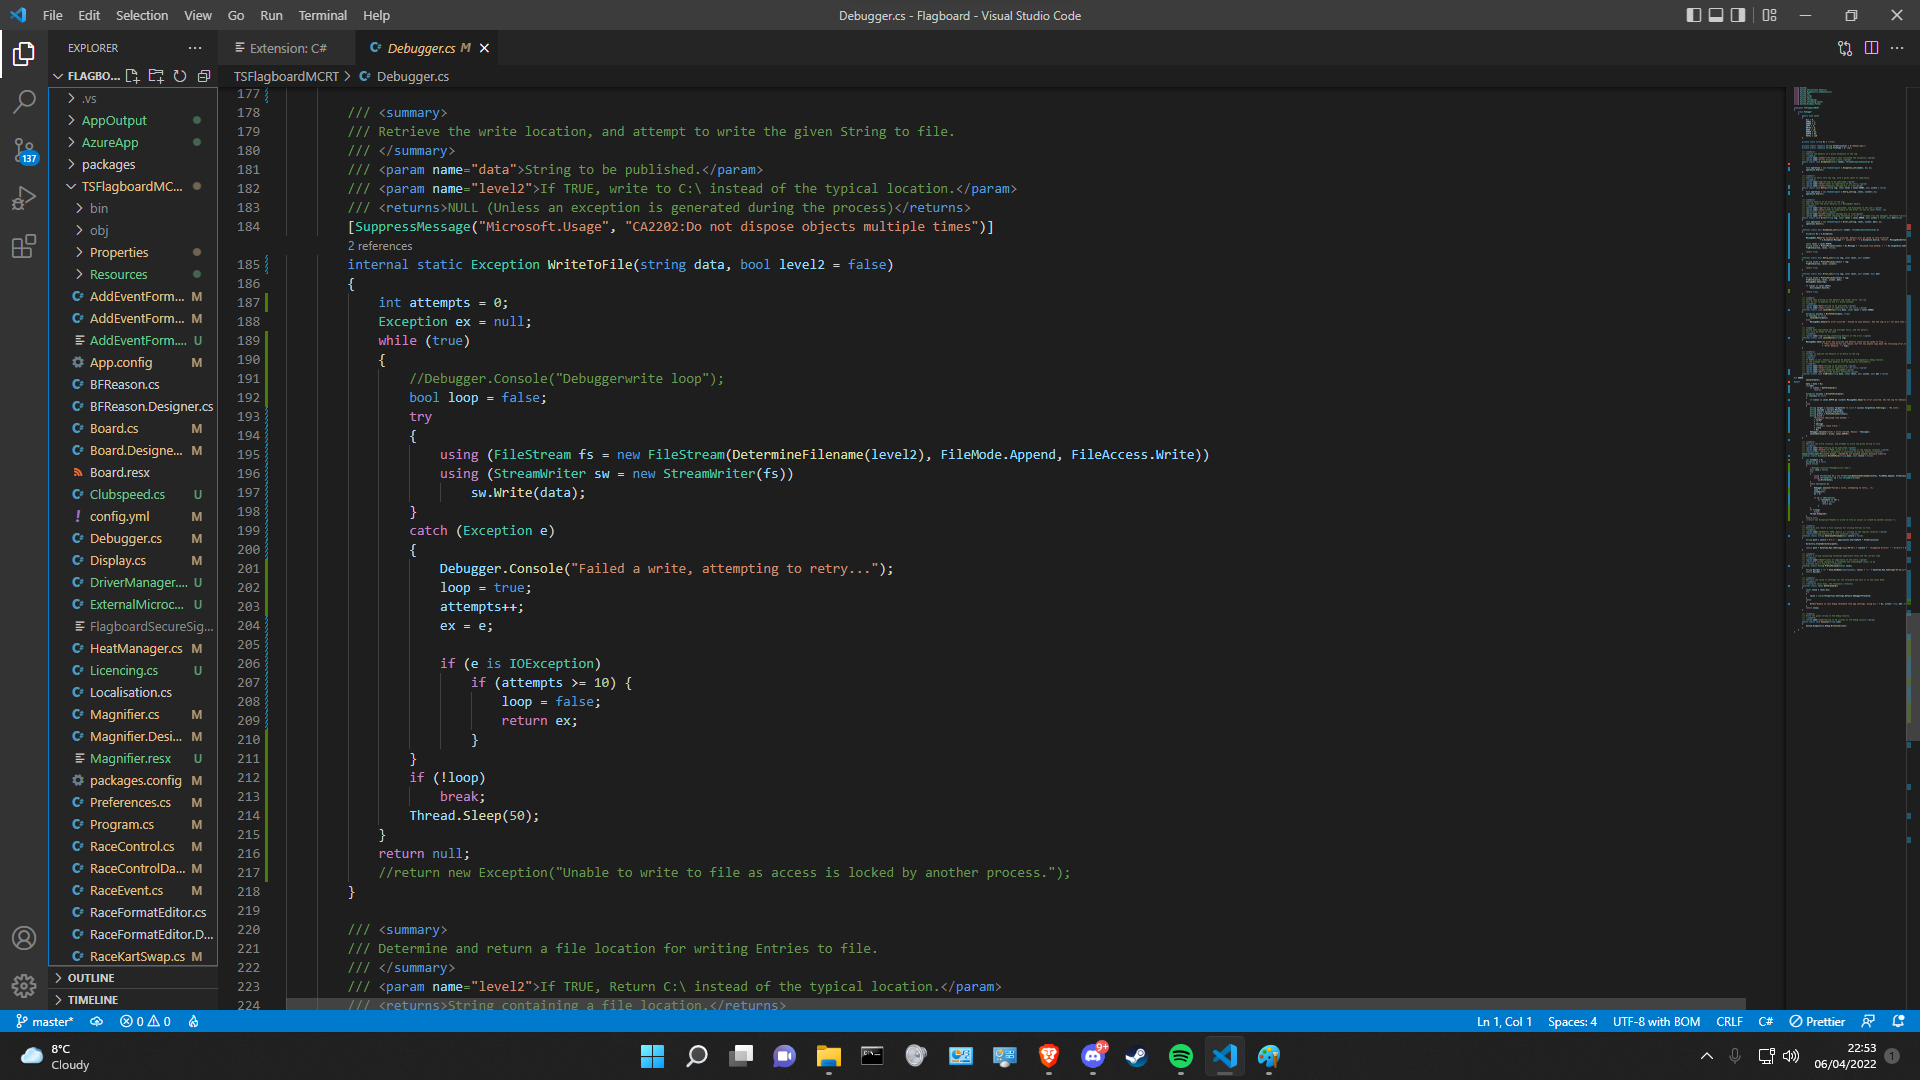 File Edit Selection View Go Run Terminal Help
Debugger.cs - Flagboard - Visual Studio Code
EXPLORER
Extension: C#
Debugger.cs M
FLAGBO...
TSFlagboardMCRT > Debugger.cs
.vs
AppOutput
AzureApp
packages
TSFlagboardMC...
bin
obj
Properties
Resources
AddEventForm... M
AddEventForm... M
AddEventForm.... U
App.config M
BFReason.cs
BFReason.Designer.cs
Board.cs M
Board.Designe... M
Board.resx
Clubspeed.cs U
config.yml M
Debugger.cs M
Display.cs M
DriverManager.... U
ExternalMicroc... U
FlagboardSecureSig...
HeatManager.cs M
Licencing.cs U
Localisation.cs
Magnifier.cs M
Magnifier.Desi... M
Magnifier.resx U
packages.config M
Preferences.cs M
Program.cs M
RaceControl.cs M
RaceControlDa... M
RaceEvent.cs M
RaceFormatEditor.cs
RaceFormatEditor.D...
RaceKartSwap.cs M
OUTLINE
TIMELINE
137
177
178 /// <summary>
179 /// Retrieve the write location, and attempt to write the given String to file.
180 /// </summary>
181 /// <param name="data">String to be published.</param>
182 /// <param name="level2">If TRUE, write to C:\ instead of the typical location.</param>
183 /// <returns>NULL (Unless an exception is generated during the process)</returns>
184 [SuppressMessage("Microsoft.Usage", "CA2202:Do not dispose objects multiple times")]
2 references
185 internal static Exception WriteToFile(string data, bool level2 = false)
186 {
187 int attempts = 0;
188 Exception ex = null;
189 while (true)
190 {
191 //Debugger.Console("Debuggerwrite loop");
192 bool loop = false;
193 try
194 {
195 using (FileStream fs = new FileStream(DetermineFilename(level2), FileMode.Append, FileAccess.Write))
196 using (StreamWriter sw = new StreamWriter(fs))
197 sw.Write(data);
198 }
199 catch (Exception e)
200 {
201 Debugger.Console("Failed a write, attempting to retry...");
202 loop = true;
203 attempts++;
204 ex = e;
205
206 if (e is IOException)
207 if (attempts >= 10) {
208 loop = false;
209 return ex;
210 }
211 }
212 if (!loop)
213 break;
214 Thread.Sleep(50);
215 }
216 return null;
217 //return new Exception("Unable to write to file as access is locked by another process.");
218 }
219
220 /// <summary>
221 /// Determine and return a file location for writing Entries to file.
222 /// </summary>
223 /// <param name="level2">If TRUE, Return C:\ instead of the typical location.</param>
224 /// <returns>String containing a file location.</returns>
master* 0 0
Ln 1, Col 1 Spaces: 4 UTF-8 with BOM CRLF C# Prettier
8°C
Cloudy
9+
22:53
06/04/2022
1